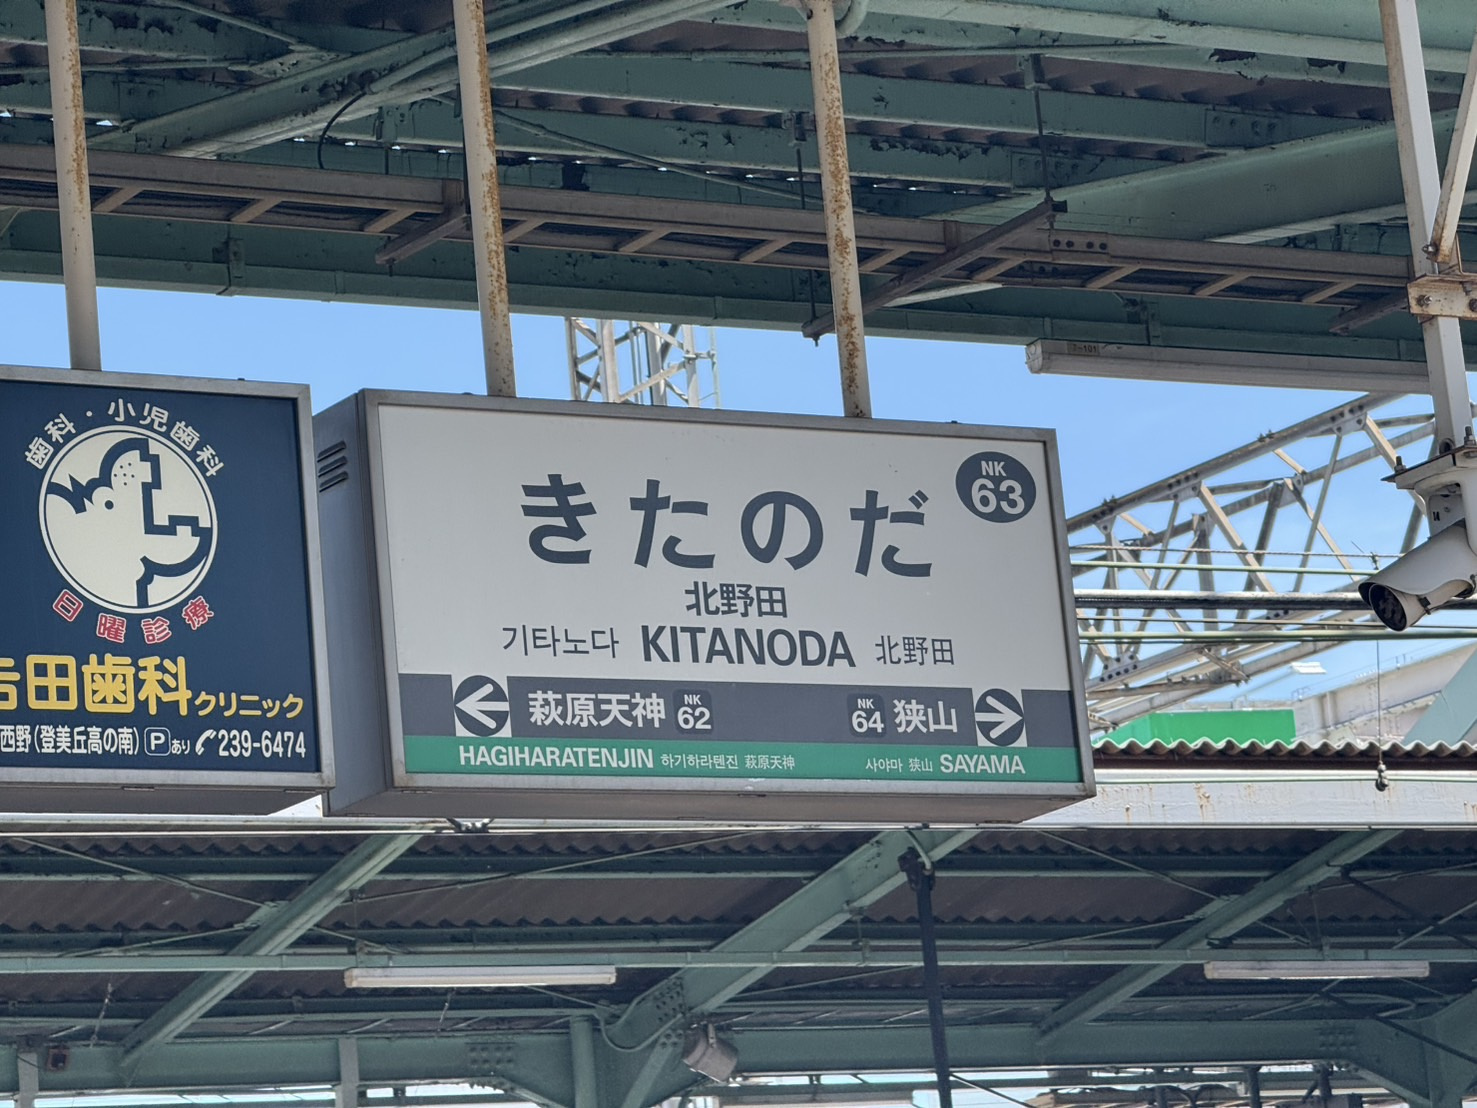 歯科・小児歯科
日曜診療
吉田歯科クリニック
西野(登美丘高の南) Pあり 239-6474
NK
63
きたのだ
北野田
기타노다 KITANODA 北野田
萩原天神 NK 62
NK 64 狭山
HAGIHARATENJIN 하기하라텐진 萩原天神
사야마 狭山 SAYAMA